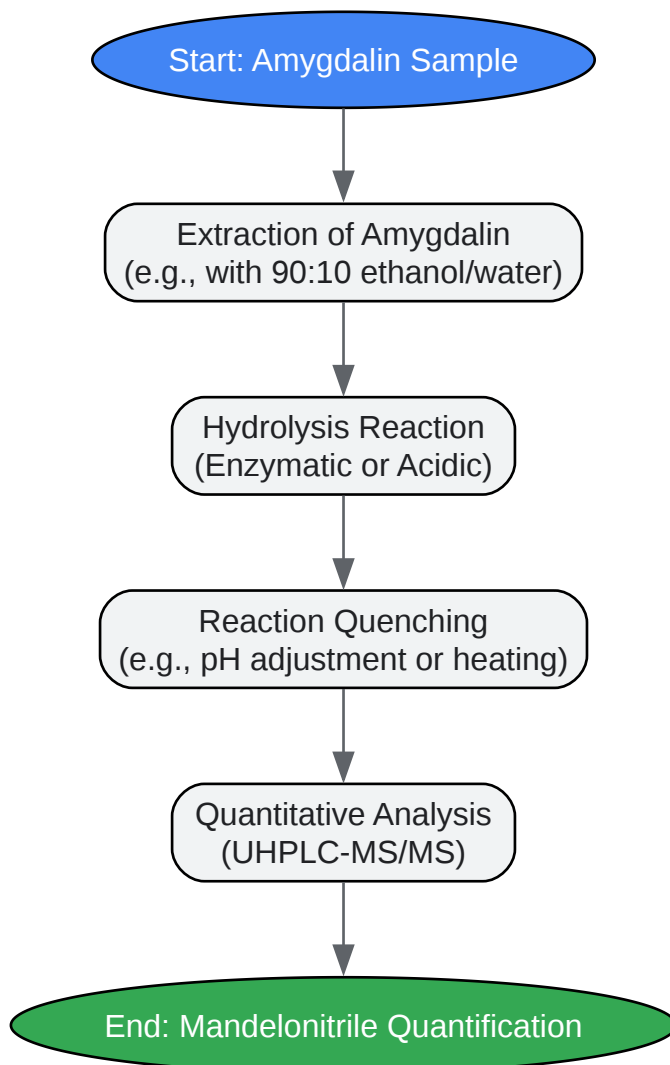 Start: Amygdalin Sample
Extraction of Amygdalin
(e.g., with 90:10 ethanol/water)
Hydrolysis Reaction
(Enzymatic or Acidic)
Reaction Quenching
(e.g., pH adjustment or heating)
Quantitative Analysis
(UHPLC-MS/MS)
End: Mandelonitrile Quantification